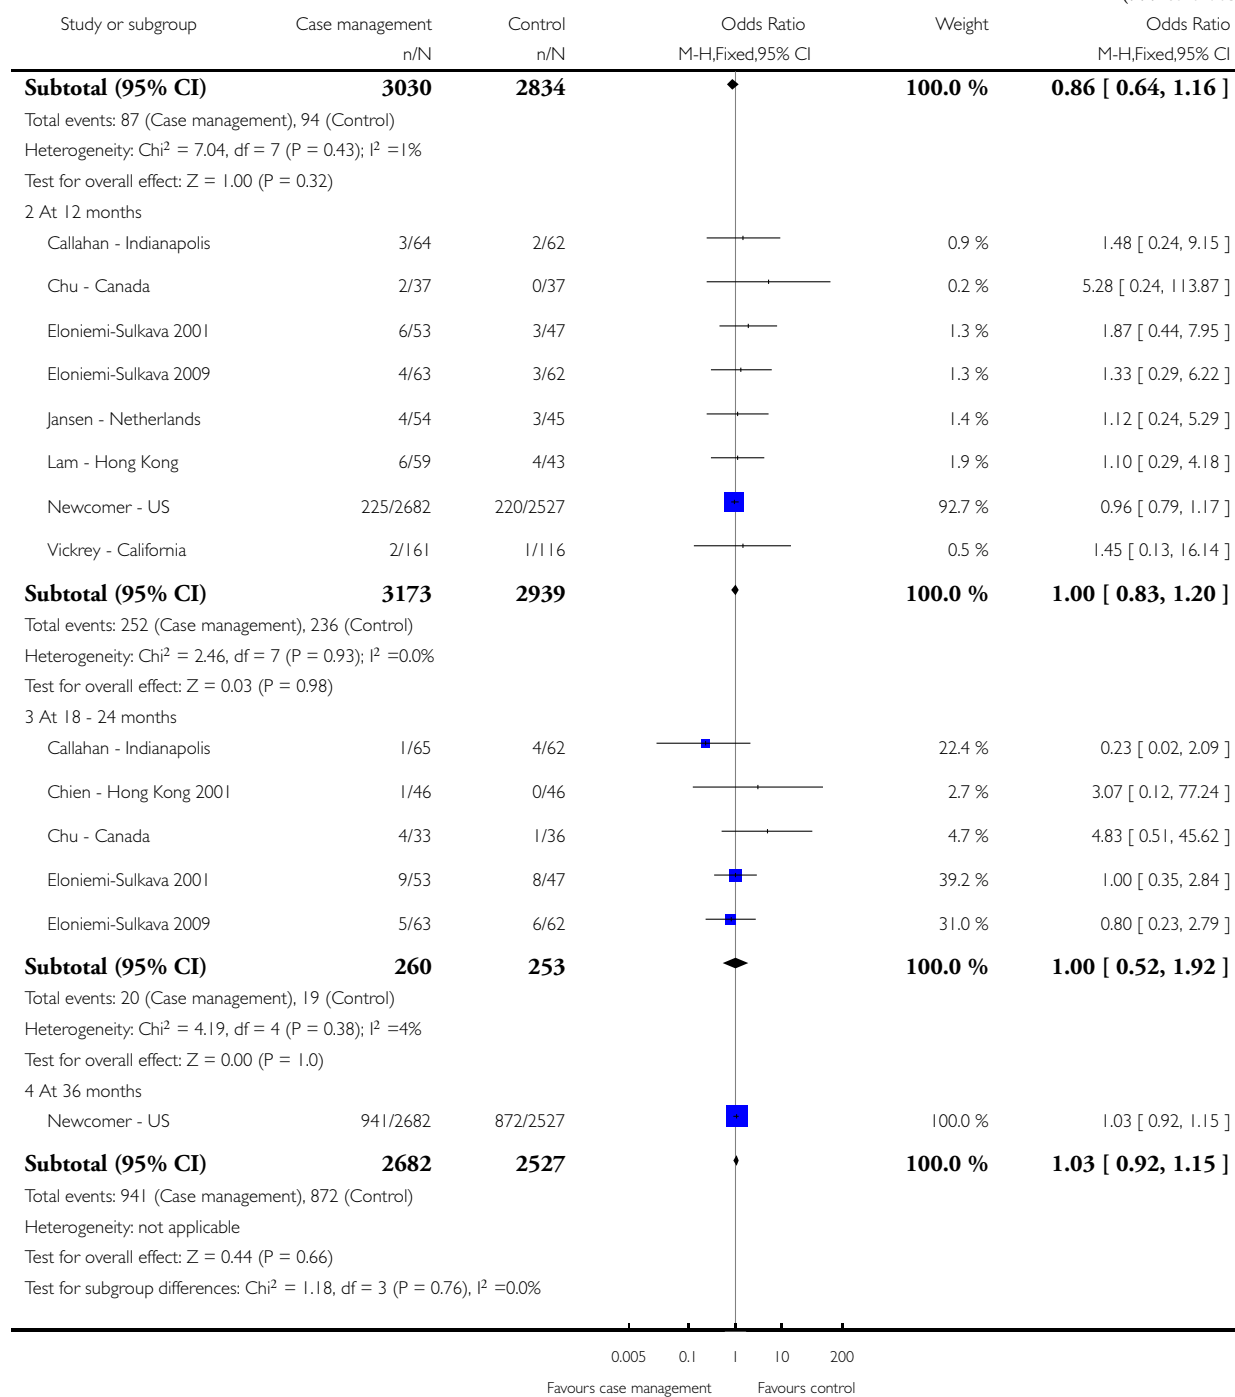 Study or subgroup Case management Control Odds Ratio Weight Odds Ratio
n/N n/N M-H,Fixed,95% CI M-H,Fixed,95% CI
Subtotal (95% CI) 3030 2834 100.0 % 0.86 [ 0.64, 1.16 ]
Total events: 87 (Case management), 94 (Control)
Heterogeneity: Chi² = 7.04, df = 7 (P = 0.43); I² =1%
Test for overall effect: Z = 1.00 (P = 0.32)
2 At 12 months
Callahan - Indianapolis 3/64 2/62 0.9 % 1.48 [ 0.24, 9.15 ]
Chu - Canada 2/37 0/37 0.2 % 5.28 [ 0.24, 113.87 ]
Eloniemi-Sulkava 2001 6/53 3/47 1.3 % 1.87 [ 0.44, 7.95 ]
Eloniemi-Sulkava 2009 4/63 3/62 1.3 % 1.33 [ 0.29, 6.22 ]
Jansen - Netherlands 4/54 3/45 1.4 % 1.12 [ 0.24, 5.29 ]
Lam - Hong Kong 6/59 4/43 1.9 % 1.10 [ 0.29, 4.18 ]
Newcomer - US 225/2682 220/2527 92.7 % 0.96 [ 0.79, 1.17 ]
Vickrey - California 2/161 1/116 0.5 % 1.45 [ 0.13, 16.14 ]
Subtotal (95% CI) 3173 2939 100.0 % 1.00 [ 0.83, 1.20 ]
Total events: 252 (Case management), 236 (Control)
Heterogeneity: Chi² = 2.46, df = 7 (P = 0.93); I² =0.0%
Test for overall effect: Z = 0.03 (P = 0.98)
3 At 18 - 24 months
Callahan - Indianapolis 1/65 4/62 22.4 % 0.23 [ 0.02, 2.09 ]
Chien - Hong Kong 2001 1/46 0/46 2.7 % 3.07 [ 0.12, 77.24 ]
Chu - Canada 4/33 1/36 4.7 % 4.83 [ 0.51, 45.62 ]
Eloniemi-Sulkava 2001 9/53 8/47 39.2 % 1.00 [ 0.35, 2.84 ]
Eloniemi-Sulkava 2009 5/63 6/62 31.0 % 0.80 [ 0.23, 2.79 ]
Subtotal (95% CI) 260 253 100.0 % 1.00 [ 0.52, 1.92 ]
Total events: 20 (Case management), 19 (Control)
Heterogeneity: Chi² = 4.19, df = 4 (P = 0.38); I² =4%
Test for overall effect: Z = 0.00 (P = 1.0)
4 At 36 months
Newcomer - US 941/2682 872/2527 100.0 % 1.03 [ 0.92, 1.15 ]
Subtotal (95% CI) 2682 2527 100.0 % 1.03 [ 0.92, 1.15 ]
Total events: 941 (Case management), 872 (Control)
Heterogeneity: not applicable
Test for overall effect: Z = 0.44 (P = 0.66)
Test for subgroup differences: Chi² = 1.18, df = 3 (P = 0.76), I² =0.0%
0.005 0.1 1 10 200
Favours case management Favours control